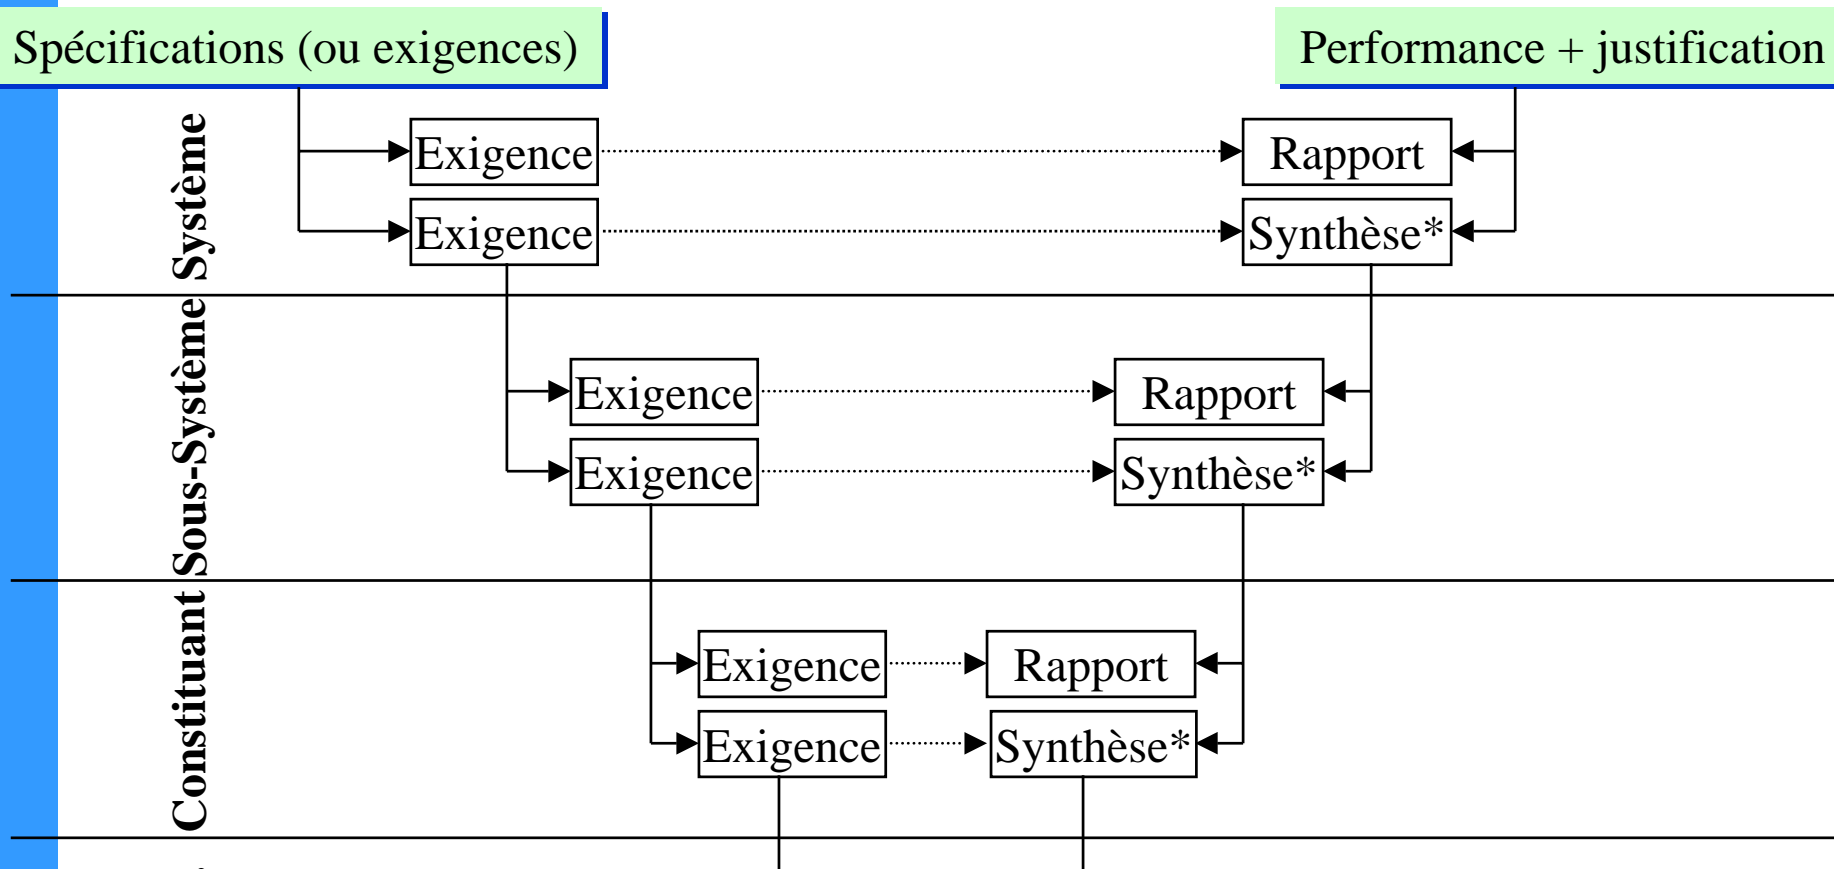 Spécifications (ou exigences)
Performance + justification
Système
Exigence
Rapport
Exigence
Synthèse*
Sous-Système
Exigence
Rapport
Exigence
Synthèse*
Constituant
Exigence
Rapport
Exigence
Synthèse*